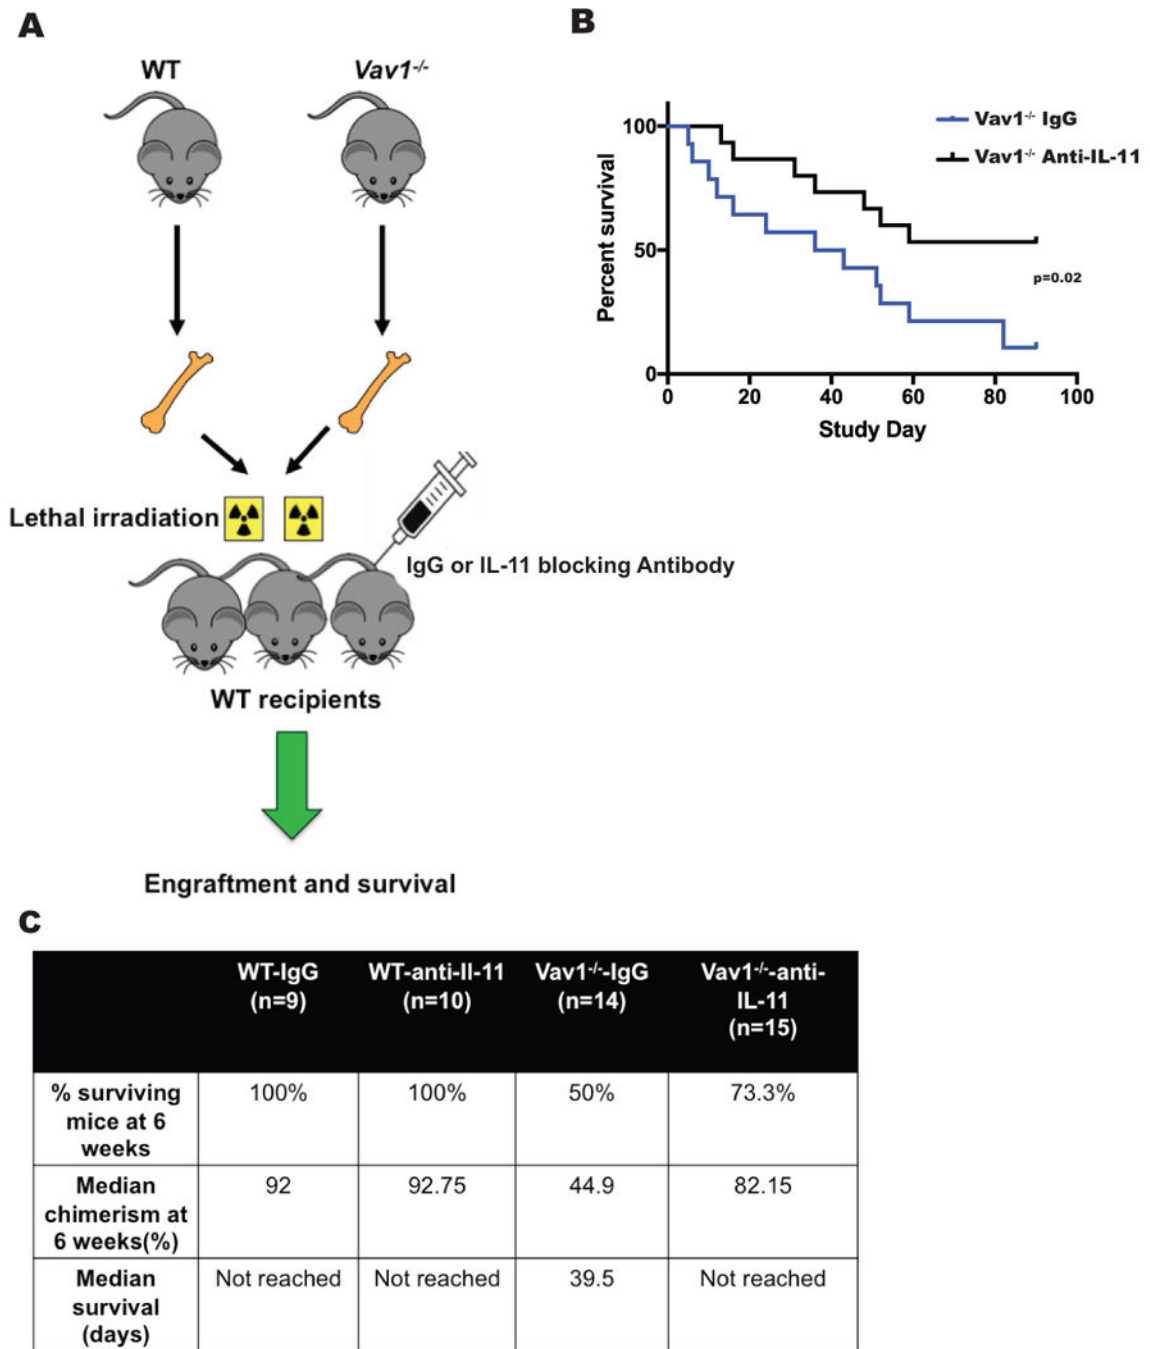 A
WT
Vav1-/-
Lethal irradiation
IgG or IL-11 blocking Antibody
WT recipients
Engraftment and survival
B
Percent survival
100
50
0
0 20 40 60 80 100
Study Day
Vav1-/- IgG
Vav1-/- Anti-IL-11
p=0.02
C
WT-IgG
(n=9)
WT-anti-Il-11
(n=10)
Vav1-/--IgG
(n=14)
Vav1-/--anti-
IL-11
(n=15)
% surviving
mice at 6
weeks
100%
100%
50%
73.3%
Median
chimerism at
6 weeks(%)
92
92.75
44.9
82.15
Median
survival
(days)
Not reached
Not reached
39.5
Not reached